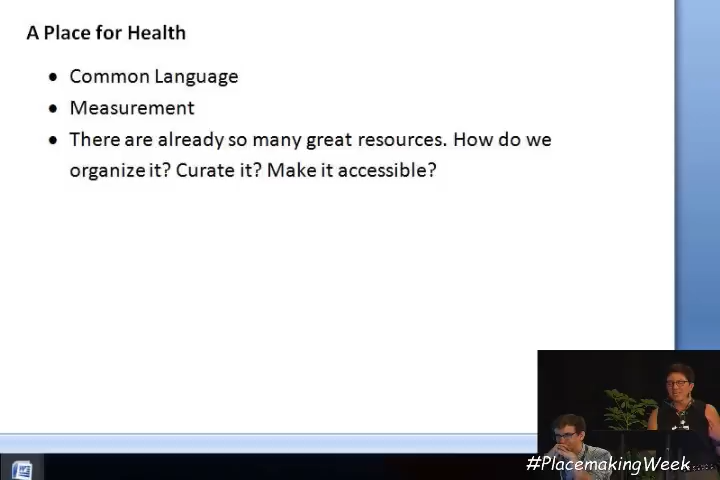 A Place for Health
• Common Language
• Measurement
• There are already so many great resources. How do we
organize it? Curate it? Make it accessible?
#PlacemakingWeek